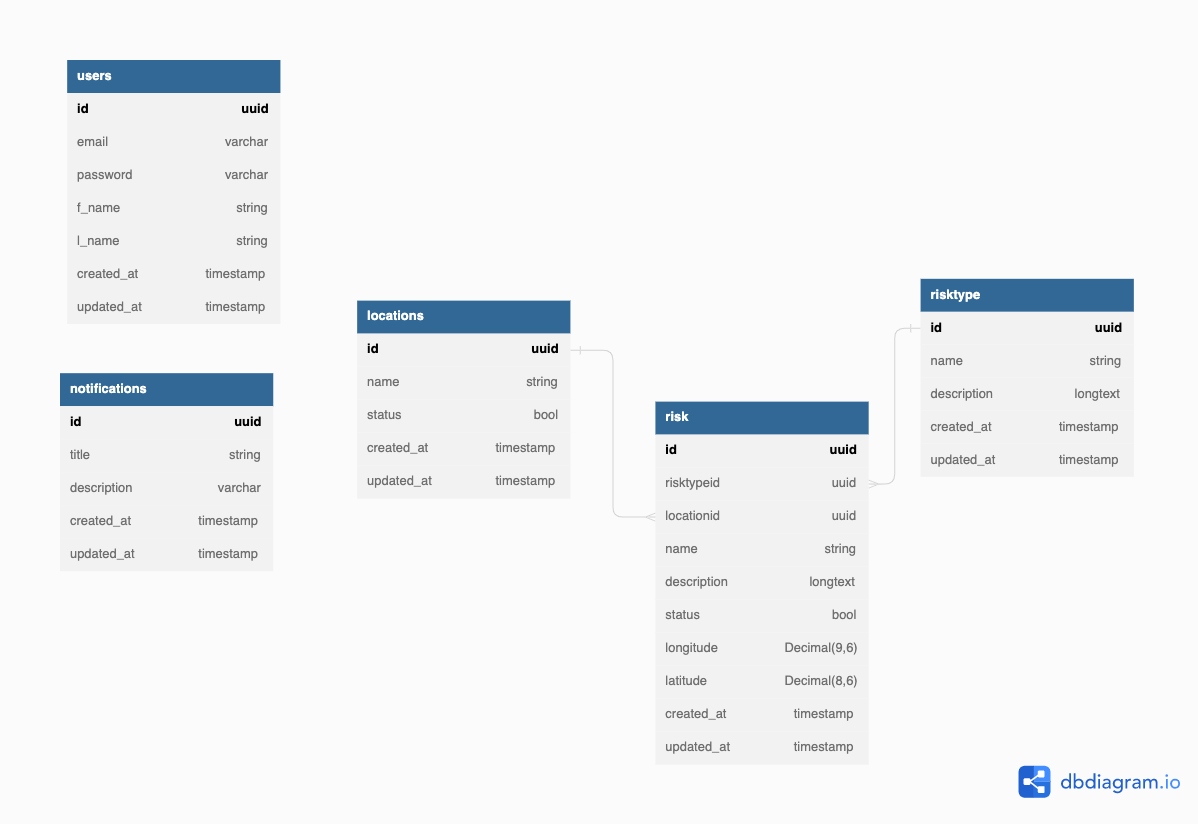 users
id uuid
email varchar
password varchar
f_name string
l_name string
created_at timestamp
updated_at timestamp
notifications
id uuid
title string
description varchar
created_at timestamp
updated_at timestamp
locations
id uuid
name string
status bool
created_at timestamp
updated_at timestamp
risk
id uuid
risktypeid uuid
locationid uuid
name string
description longtext
status bool
longitude Decimal(9,6)
latitude Decimal(8,6)
created_at timestamp
updated_at timestamp
risktype
id uuid
name string
description longtext
created_at timestamp
updated_at timestamp
dbdiagram.io